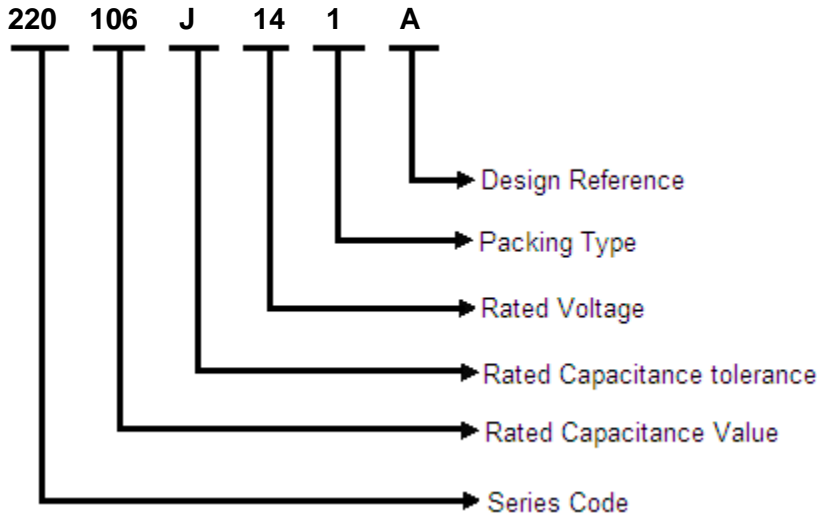 220 106 J 14 1 A
Design Reference
Packing Type
Rated Voltage
Rated Capacitance tolerance
Rated Capacitance Value
Series Code